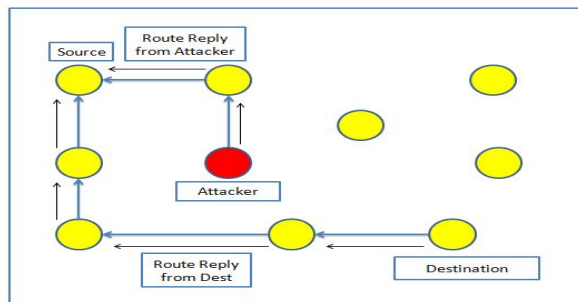 Source
Route Reply
from Attacker
Attacker
Route Reply
from Dest
Destination